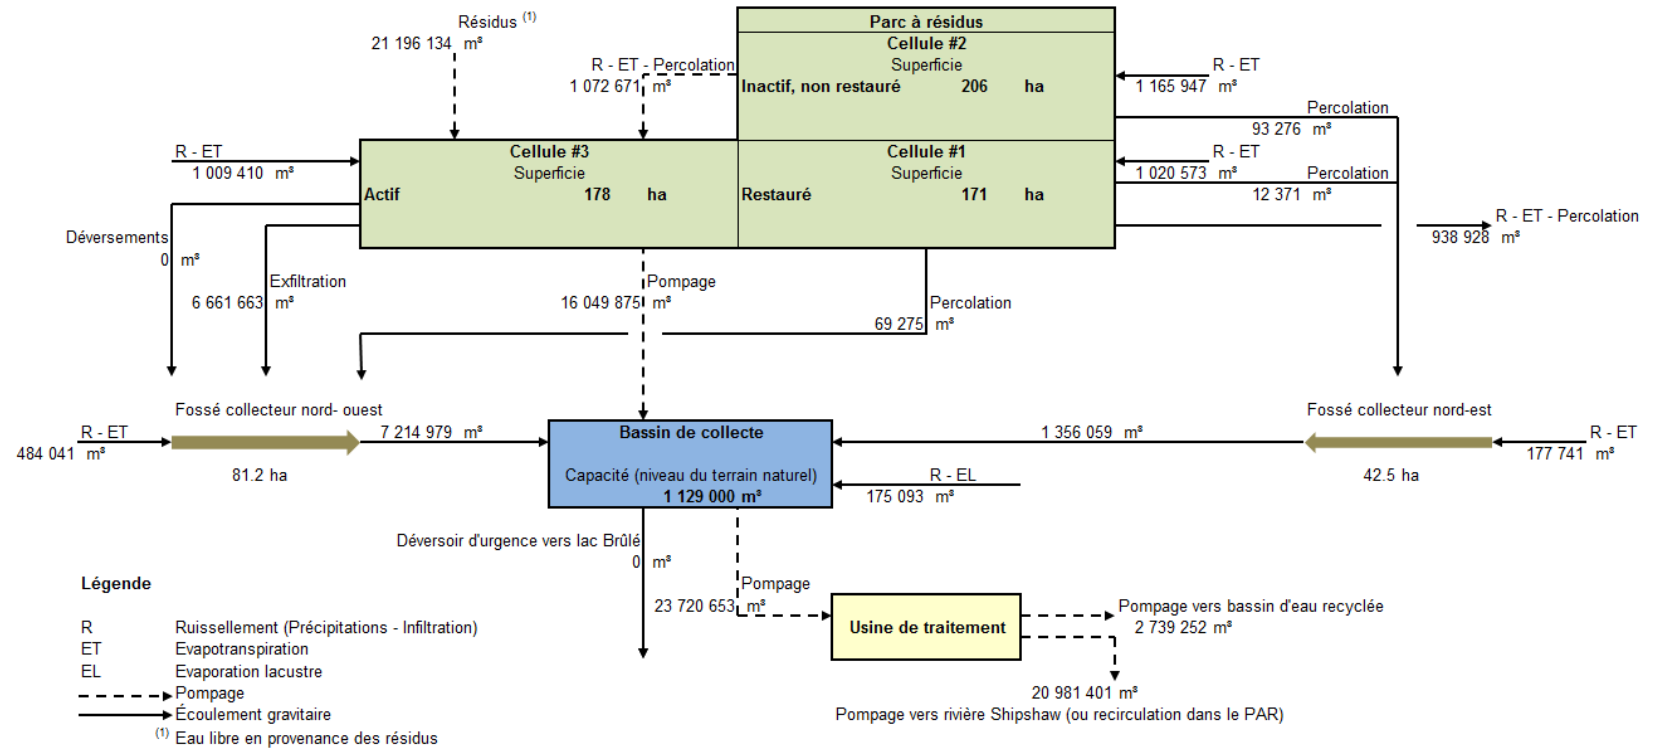 Résidus (1)
21 196 134 m³
Parc à résidus
Cellule #2
Superficie
Inactif, non restauré 206 ha
R - ET - Percolation
1 072 671 m³
R - ET
1 165 947 m³
Percolation
93 276 m³
R - ET
1 009 410 m³
Cellule #3
Superficie
Actif 178 ha
Cellule #1
Superficie
Restauré 171 ha
R - ET
1 020 573 m³
Percolation
12 371 m³
R - ET - Percolation
938 928 m³
Déversements
0 m³
Exfiltration
6 661 663 m³
Pompage
16 049 875 m³
Percolation
69 275 m³
Fossé collecteur nord- ouest
R - ET
484 041 m³
7 214 979 m³
81.2 ha
Bassin de collecte
Capacité (niveau du terrain naturel)
1 129 000 m³
1 356 059 m³
R - EL
175 093 m³
Fossé collecteur nord-est
R - ET
177 741 m³
42.5 ha
Déversoir d'urgence vers lac Brûlé
0 m³
Pompage
23 720 653 m³
Usine de traitement
Pompage vers bassin d'eau recyclée
2 739 252 m³
20 981 401 m³
Pompage vers rivière Shipshaw (ou recirculation dans le PAR)
Légende
R Ruissellement (Précipitations - Infiltration)
ET Evapotranspiration
EL Evaporation lacustre
Pompage
Écoulement gravitaire
(1) Eau libre en provenance des résidus